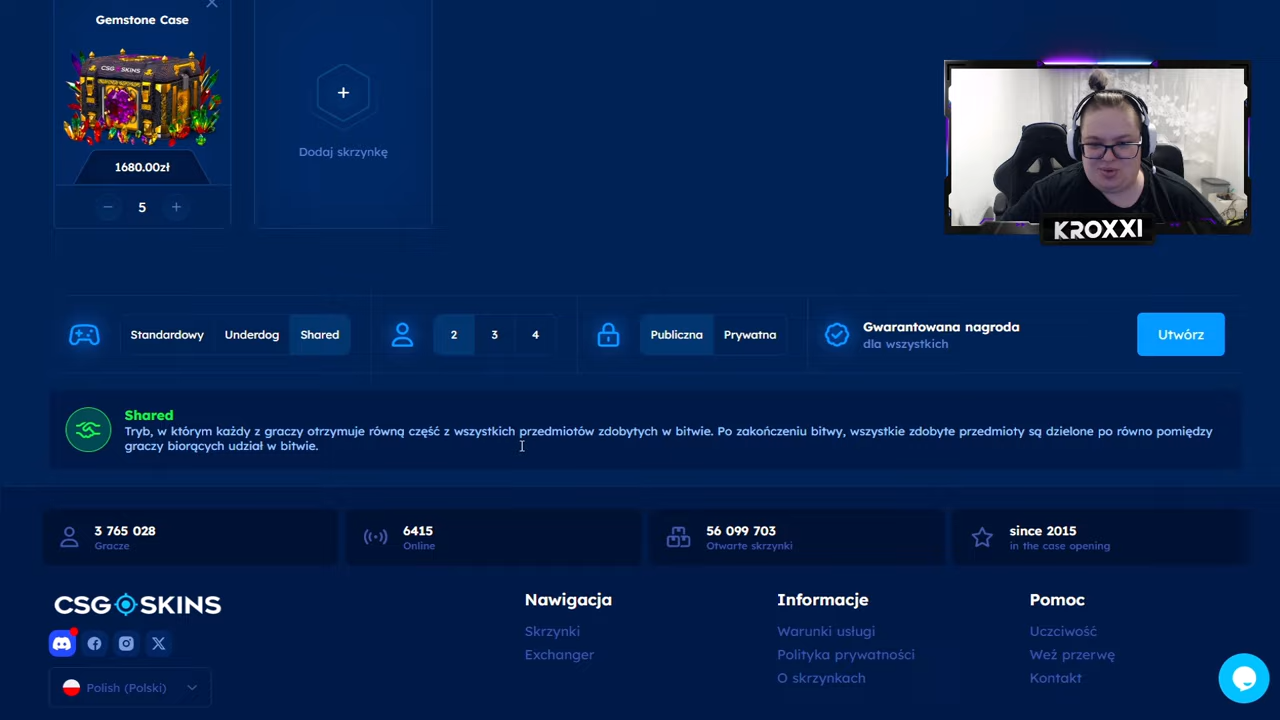 Gemstone Case
CSG SKINS
1680.00zł
5
Dodaj skrzynkę
KROXXI
Standardowy
Underdog
Shared
2
3
4
Publiczna
Prywatna
Gwarantowana nagroda
dla wszystkich
Utwórz
Shared
Tryb, w którym każdy z graczy otrzymuje równą część z wszystkich przedmiotów zdobytych w bitwie. Po zakończeniu bitwy, wszystkie zdobyte przedmioty są dzielone po równo pomiędzy
graczy biorących udział w bitwie.
3 765 028
Gracze
6415
Online
56 099 703
Otwarte skrzynki
since 2015
in the case opening
CSG SKINS
Polish (Polski)
Nawigacja
Skrzynki
Exchanger
Informacje
Warunki usługi
Polityka prywatności
O skrzynkach
Pomoc
Uczciwość
Weź przerwę
Kontakt